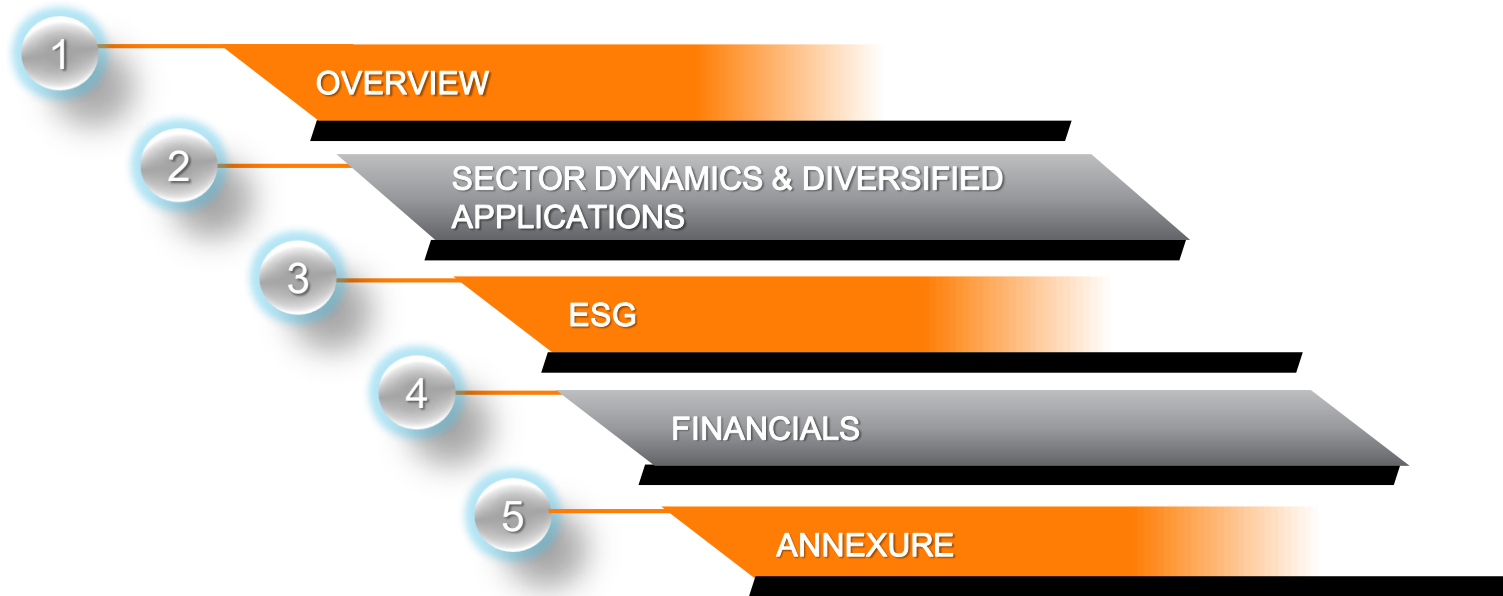 1
OVERVIEW
2
SECTOR DYNAMICS & DIVERSIFIED
APPLICATIONS
3
ESG
4
FINANCIALS
5
ANNEXURE